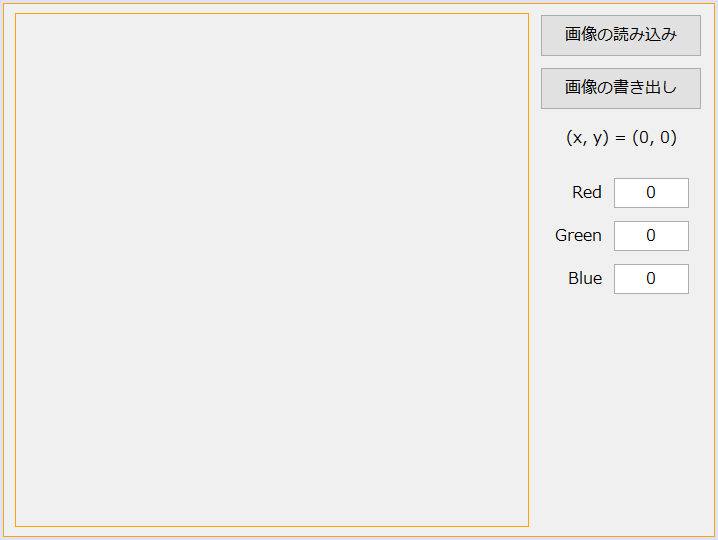 画像の読み込み
画像の書き出し
(x, y) = (0, 0)
Red 0
Green 0
Blue 0